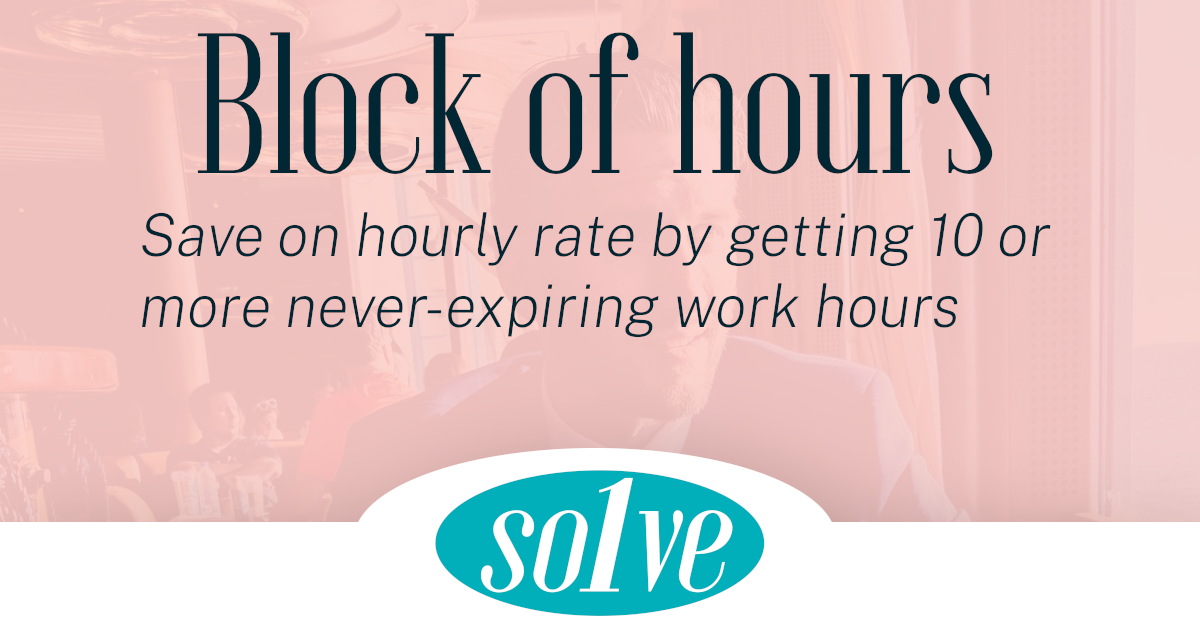 Block of hours
Save on hourly rate by getting 10 or
more never-expiring work hours
so1ve